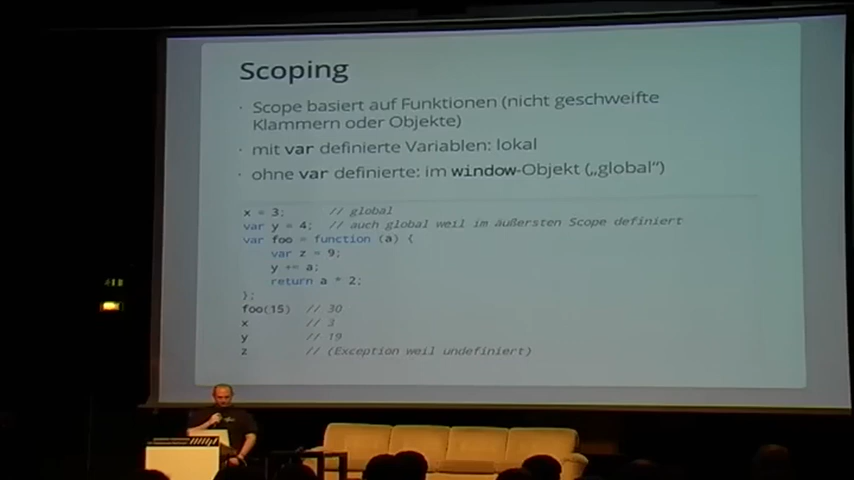 Scoping
· Scope basiert auf Funktionen (nicht geschweifte
Klammern oder Objekte)
· mit var definierte Variablen: lokal
· ohne var definierte: im window-Objekt („global“)
x = 3; // global
var y = 4; // auch global weil im äußersten Scope definiert
var foo = function (a) {
var z = 9;
y += a;
return a * 2;
};
foo(15) // 30
x // 3
y // 19
z // (Exception weil undefiniert)